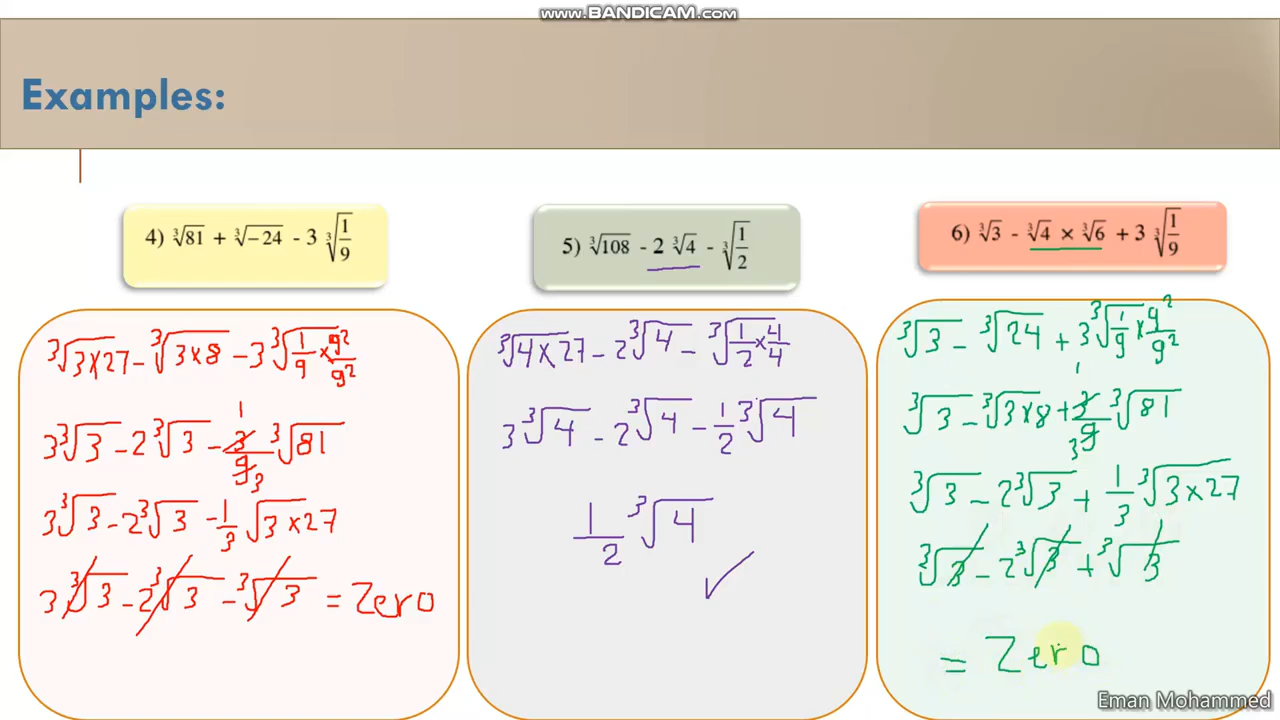 www.BANDICAM.com
Examples:
4) ∛81 + ∛−24 - 3 ∛(1/9)
∛(3×27) − ∛(3×8) − 3∛(1/9 × 9²/9²)
3∛3 − 2∛3 − 3/9 ∛81
1
3
3∛3 − 2∛3 − 1/3 √(3×27)
3∛3 − 2∛3 − ∛3 = Zero
5) ∛108 - 2 ∛4 - ∛(1/2)
∛(4×27) − 2∛4 − ∛(1/2 × 4/4)
3∛4 − 2∛4 − 1/2 ∛4
1/2 ∛4
✓
6) ∛3 - ∛4 × ∛6 + 3 ∛(1/9)
∛3 − ∛24 + 3∛(1/9 × 9²/9²)
∛3 − ∛(3×8) + 3/9 ∛81
1
3
∛3 − 2∛3 + 1/3 ∛(3×27)
∛3 − 2∛3 + ∛3
= Zero
Eman Mohammed